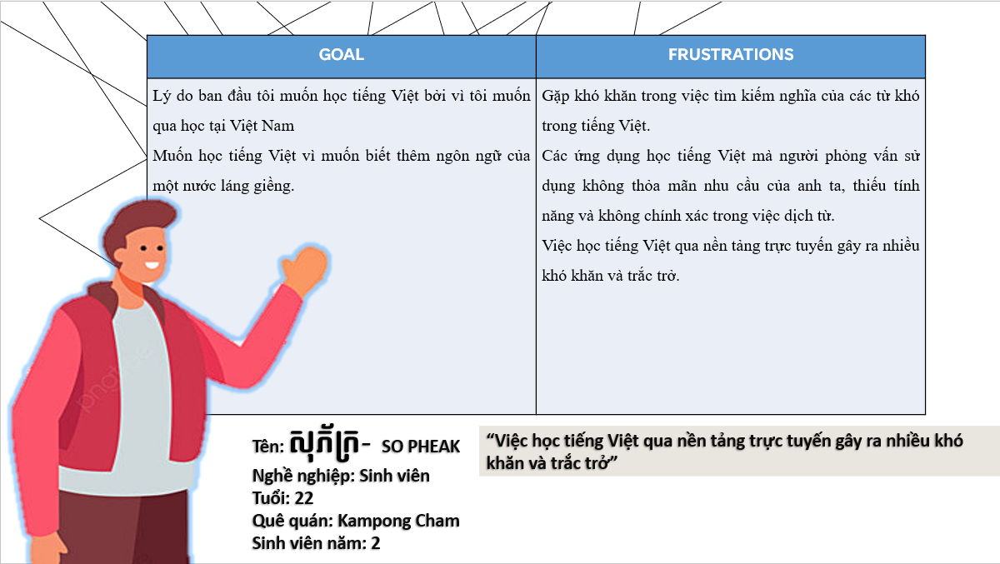 GOAL
FRUSTRATIONS
Lý do ban đầu tôi muốn học tiếng Việt bởi vì tôi muốn
qua học tại Việt Nam
Muốn học tiếng Việt vì muốn biết thêm ngôn ngữ của
một nước láng giềng.
Gặp khó khăn trong việc tìm kiếm nghĩa của các từ khó
trong tiếng Việt.
Các ứng dụng học tiếng Việt mà người phỏng vấn sử
dụng không thỏa mãn nhu cầu của anh ta, thiếu tính
năng và không chính xác trong việc dịch từ.
Việc học tiếng Việt qua nền tảng trực tuyến gây ra nhiều
khó khăn và trắc trở.
Tên: សុភ័ក្រ- SO PHEAK
Nghề nghiệp: Sinh viên
Tuổi: 22
Quê quán: Kampong Cham
Sinh viên năm: 2
“Việc học tiếng Việt qua nền tảng trực tuyến gây ra nhiều khó
khăn và trắc trở”